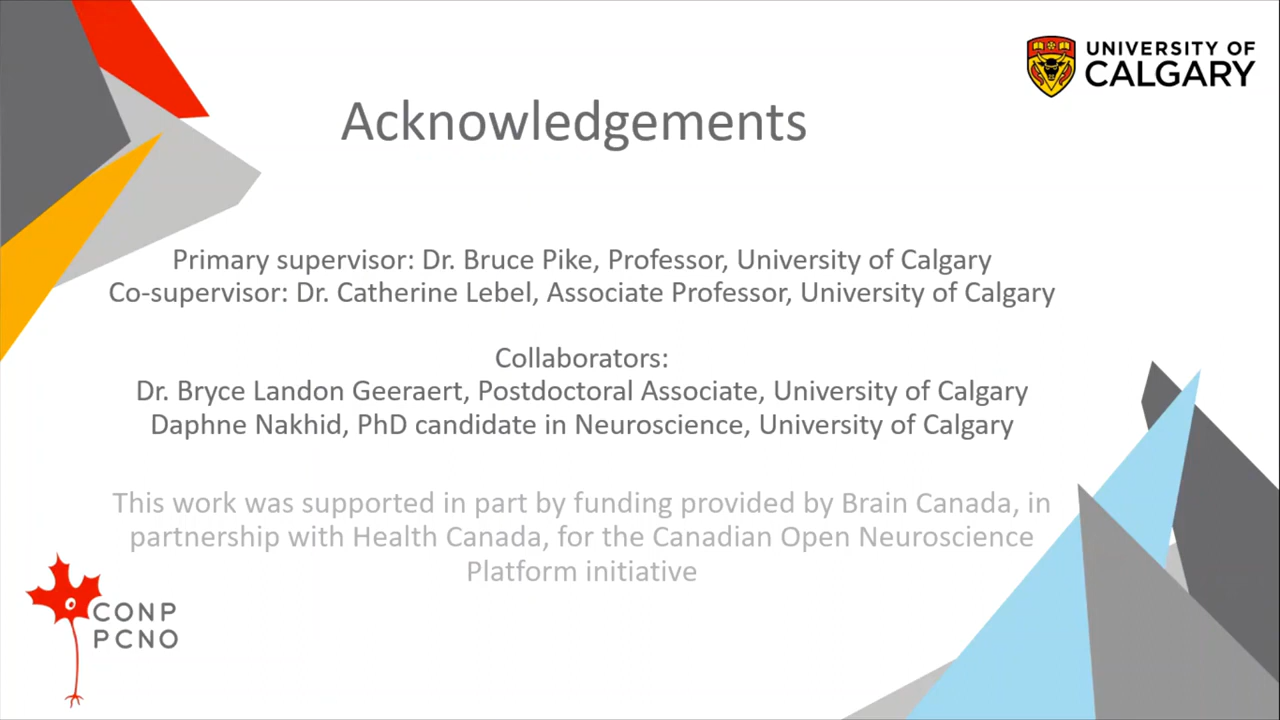 UNIVERSITY OF
CALGARY
Acknowledgements
Primary supervisor: Dr. Bruce Pike, Professor, University of Calgary
Co-supervisor: Dr. Catherine Lebel, Associate Professor, University of Calgary
Collaborators:
Dr. Bryce Landon Geeraert, Postdoctoral Associate, University of Calgary
Daphne Nakhid, PhD candidate in Neuroscience, University of Calgary
This work was supported in part by funding provided by Brain Canada, in
partnership with Health Canada, for the Canadian Open Neuroscience
Platform initiative
CONP
PCNO